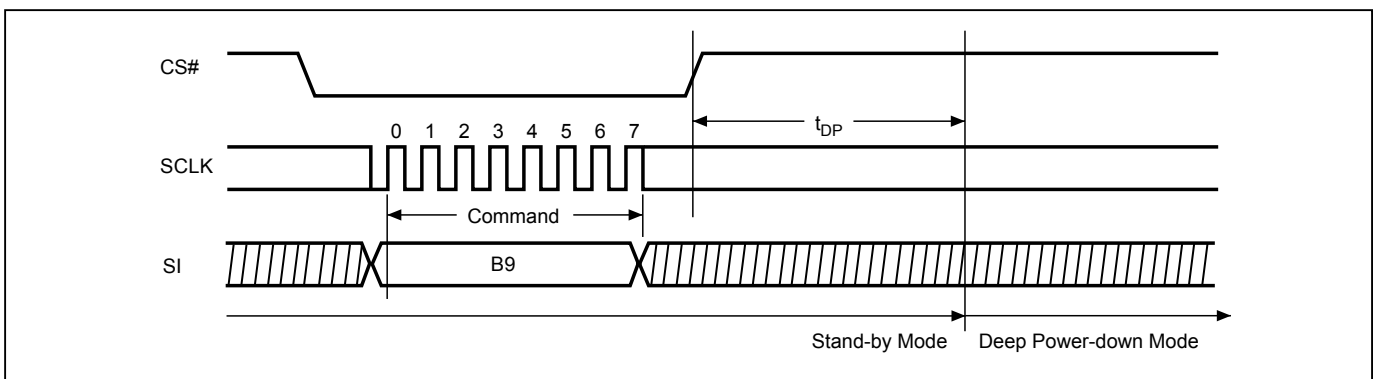 CS#
tDP
0 1 2 3 4 5 6 7
SCLK
Command
SI
B9
Stand-by Mode
Deep Power-down Mode